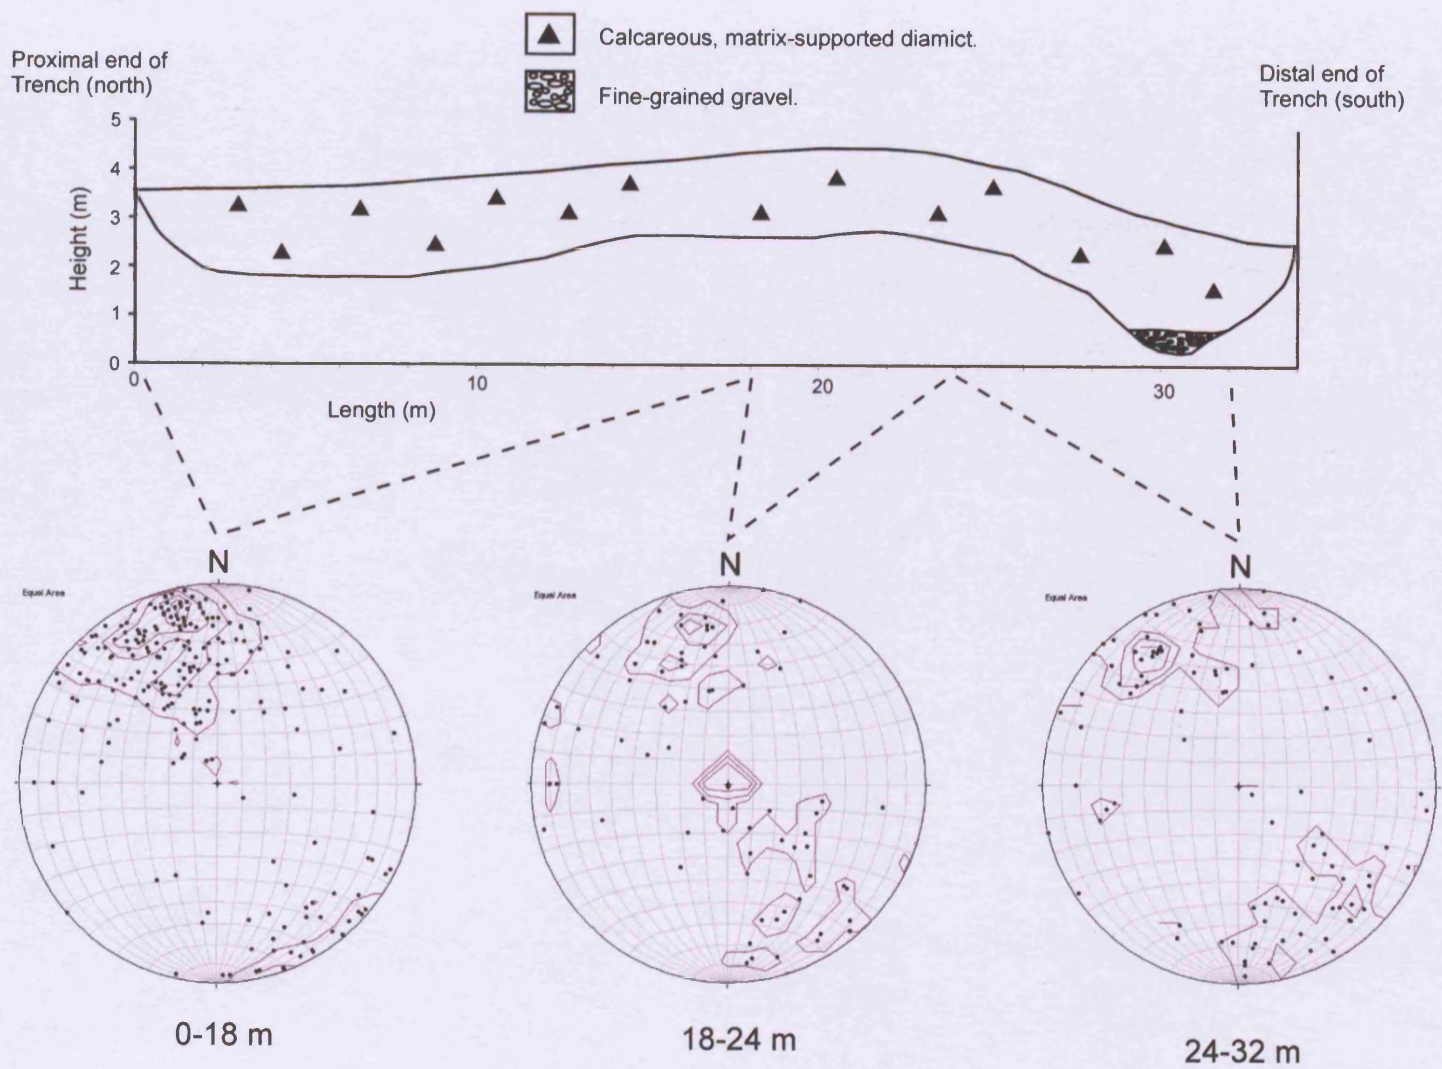 Calcareous, matrix-supported diamict.
Fine-grained gravel.
Proximal end of
Trench (north)
Distal end of
Trench (south)
Height (m)
5
4
3
2
1
0
0
10
20
30
Length (m)
N
N
N
Equal Area
Equal Area
Equal Area
0-18 m
18-24 m
24-32 m